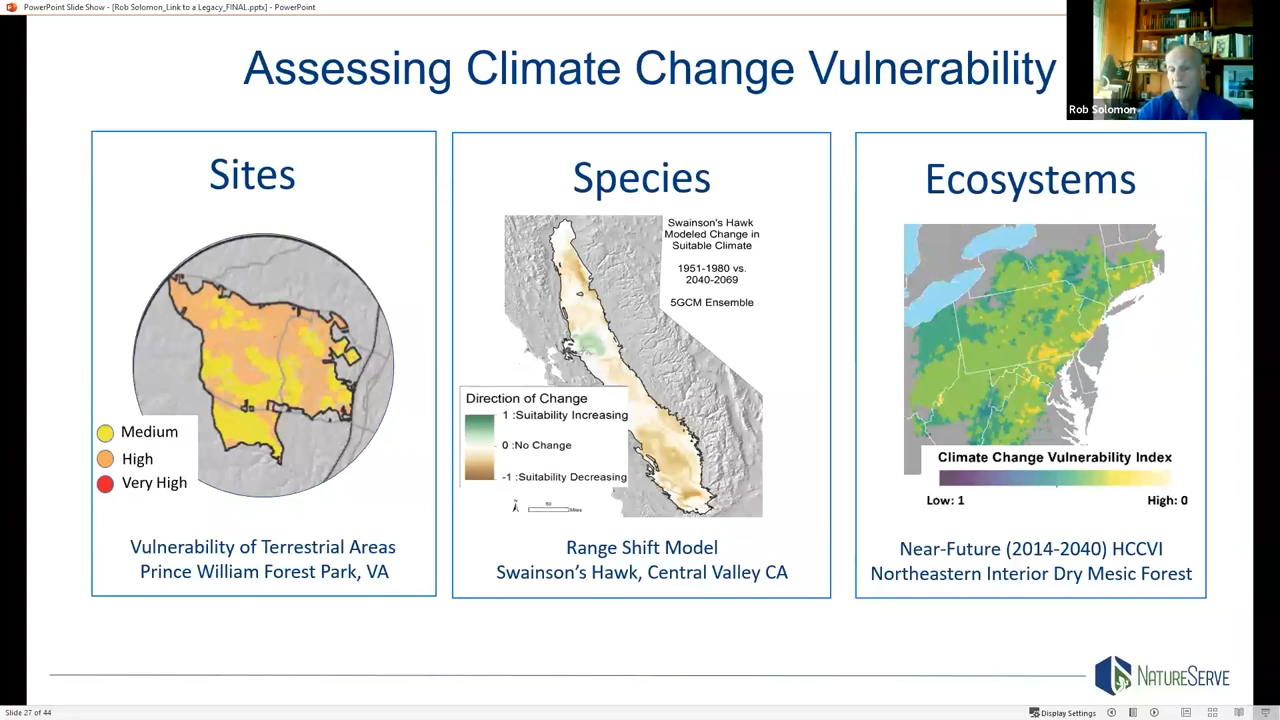 PowerPoint Slide Show - [Rob Solomon_Link to a Legacy_FINAL.pptx] - PowerPoint
Assessing Climate Change Vulnerability
Rob Solomon
Sites
Medium
High
Very High
Vulnerability of Terrestrial Areas
Prince William Forest Park, VA
Species
Swainson's Hawk
Modeled Change in
Suitable Climate
1951-1980 vs.
2040-2069
5GCM Ensemble
Direction of Change
1 :Suitability Increasing
0 :No Change
-1 :Suitability Decreasing
N
50
Miles
Range Shift Model
Swainson's Hawk, Central Valley CA
Ecosystems
Climate Change Vulnerability Index
Low: 1 High: 0
Near-Future (2014-2040) HCCVI
Northeastern Interior Dry Mesic Forest
NATURESERVE
Slide 27 of 44
Display Settings